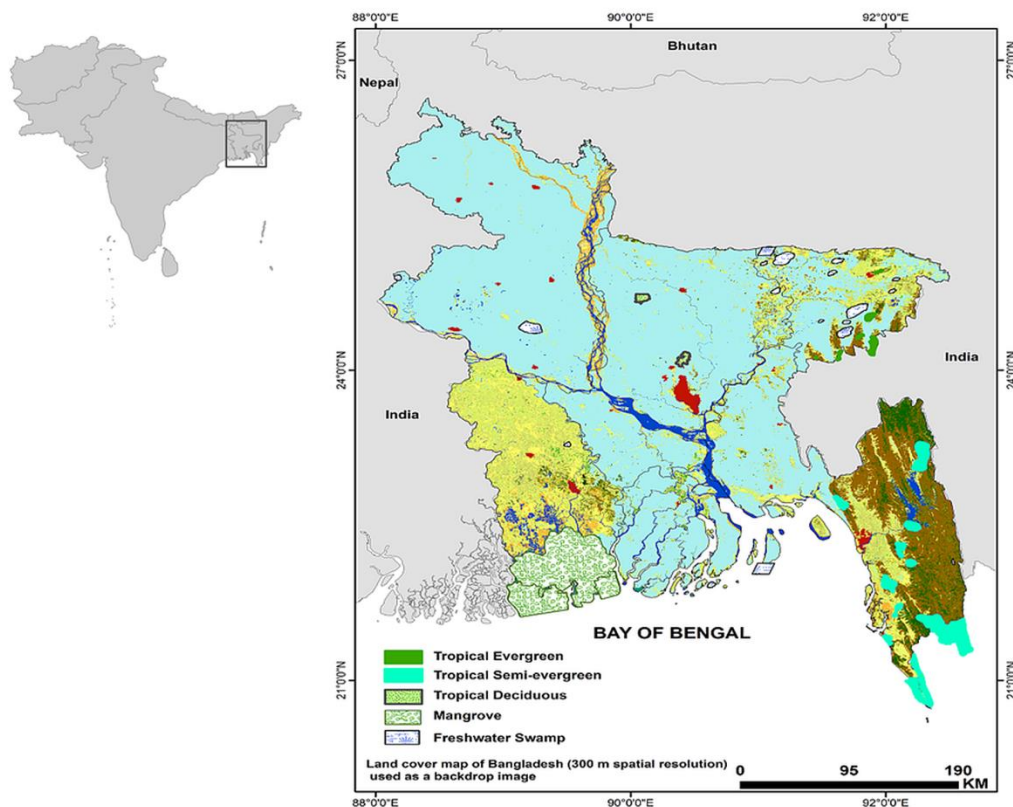 88°0'0"E
90°0'0"E
92°0'0"E
27°0'0"N
27°0'0"N
Bhutan
Nepal
24°0'0"N
24°0'0"N
India
India
BAY OF BENGAL
Tropical Evergreen
Tropical Semi-evergreen
Tropical Deciduous
Mangrove
Freshwater Swamp
21°0'0"N
21°0'0"N
Land cover map of Bangladesh (300 m spatial resolution)
used as a backdrop image
0
95
190
KM
88°0'0"E
90°0'0"E
92°0'0"E